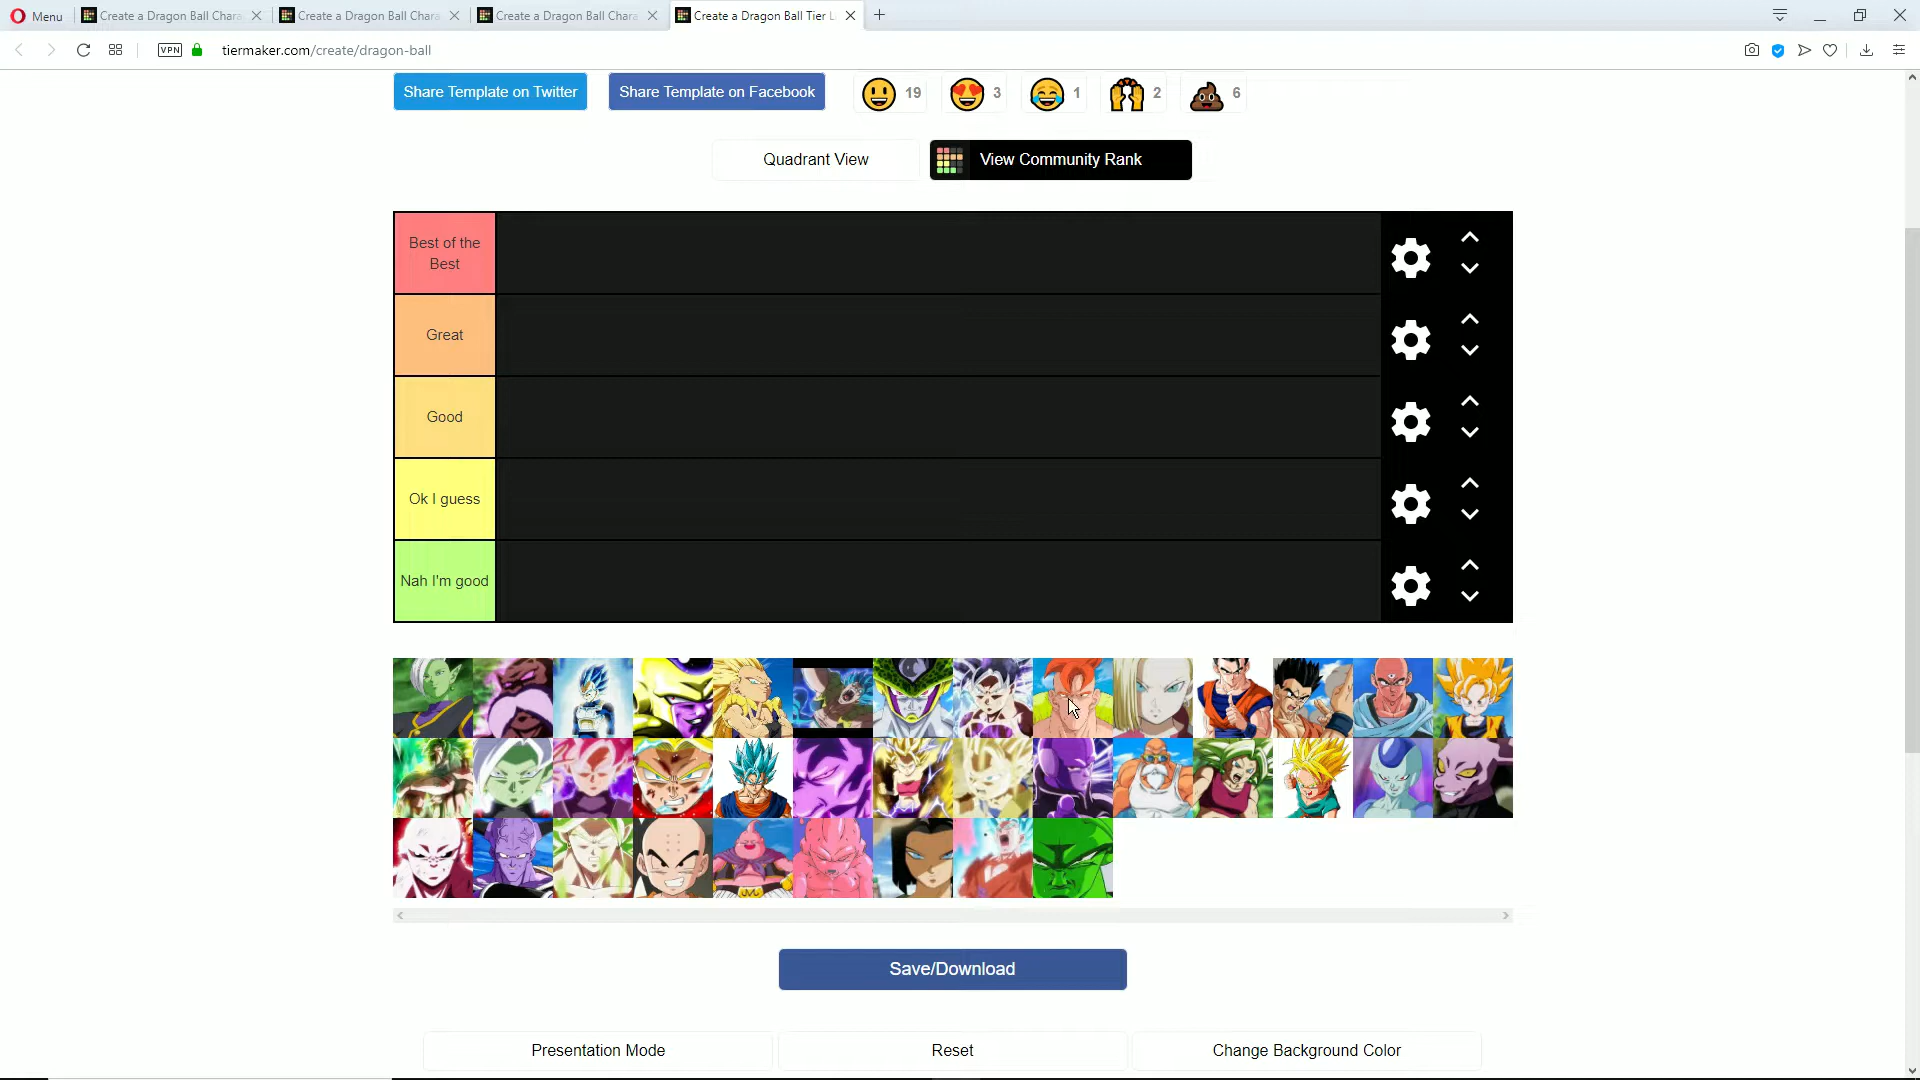 Menu
Create a Dragon Ball Chara
Create a Dragon Ball Chara
Create a Dragon Ball Chara
Create a Dragon Ball Tier L
VPN
tiermaker.com/create/dragon-ball
Share Template on Twitter
Share Template on Facebook
19
3
1
2
6
Quadrant View
View Community Rank
Best of the
Best
Great
Good
Ok I guess
Nah I'm good
Save/Download
Presentation Mode
Reset
Change Background Color